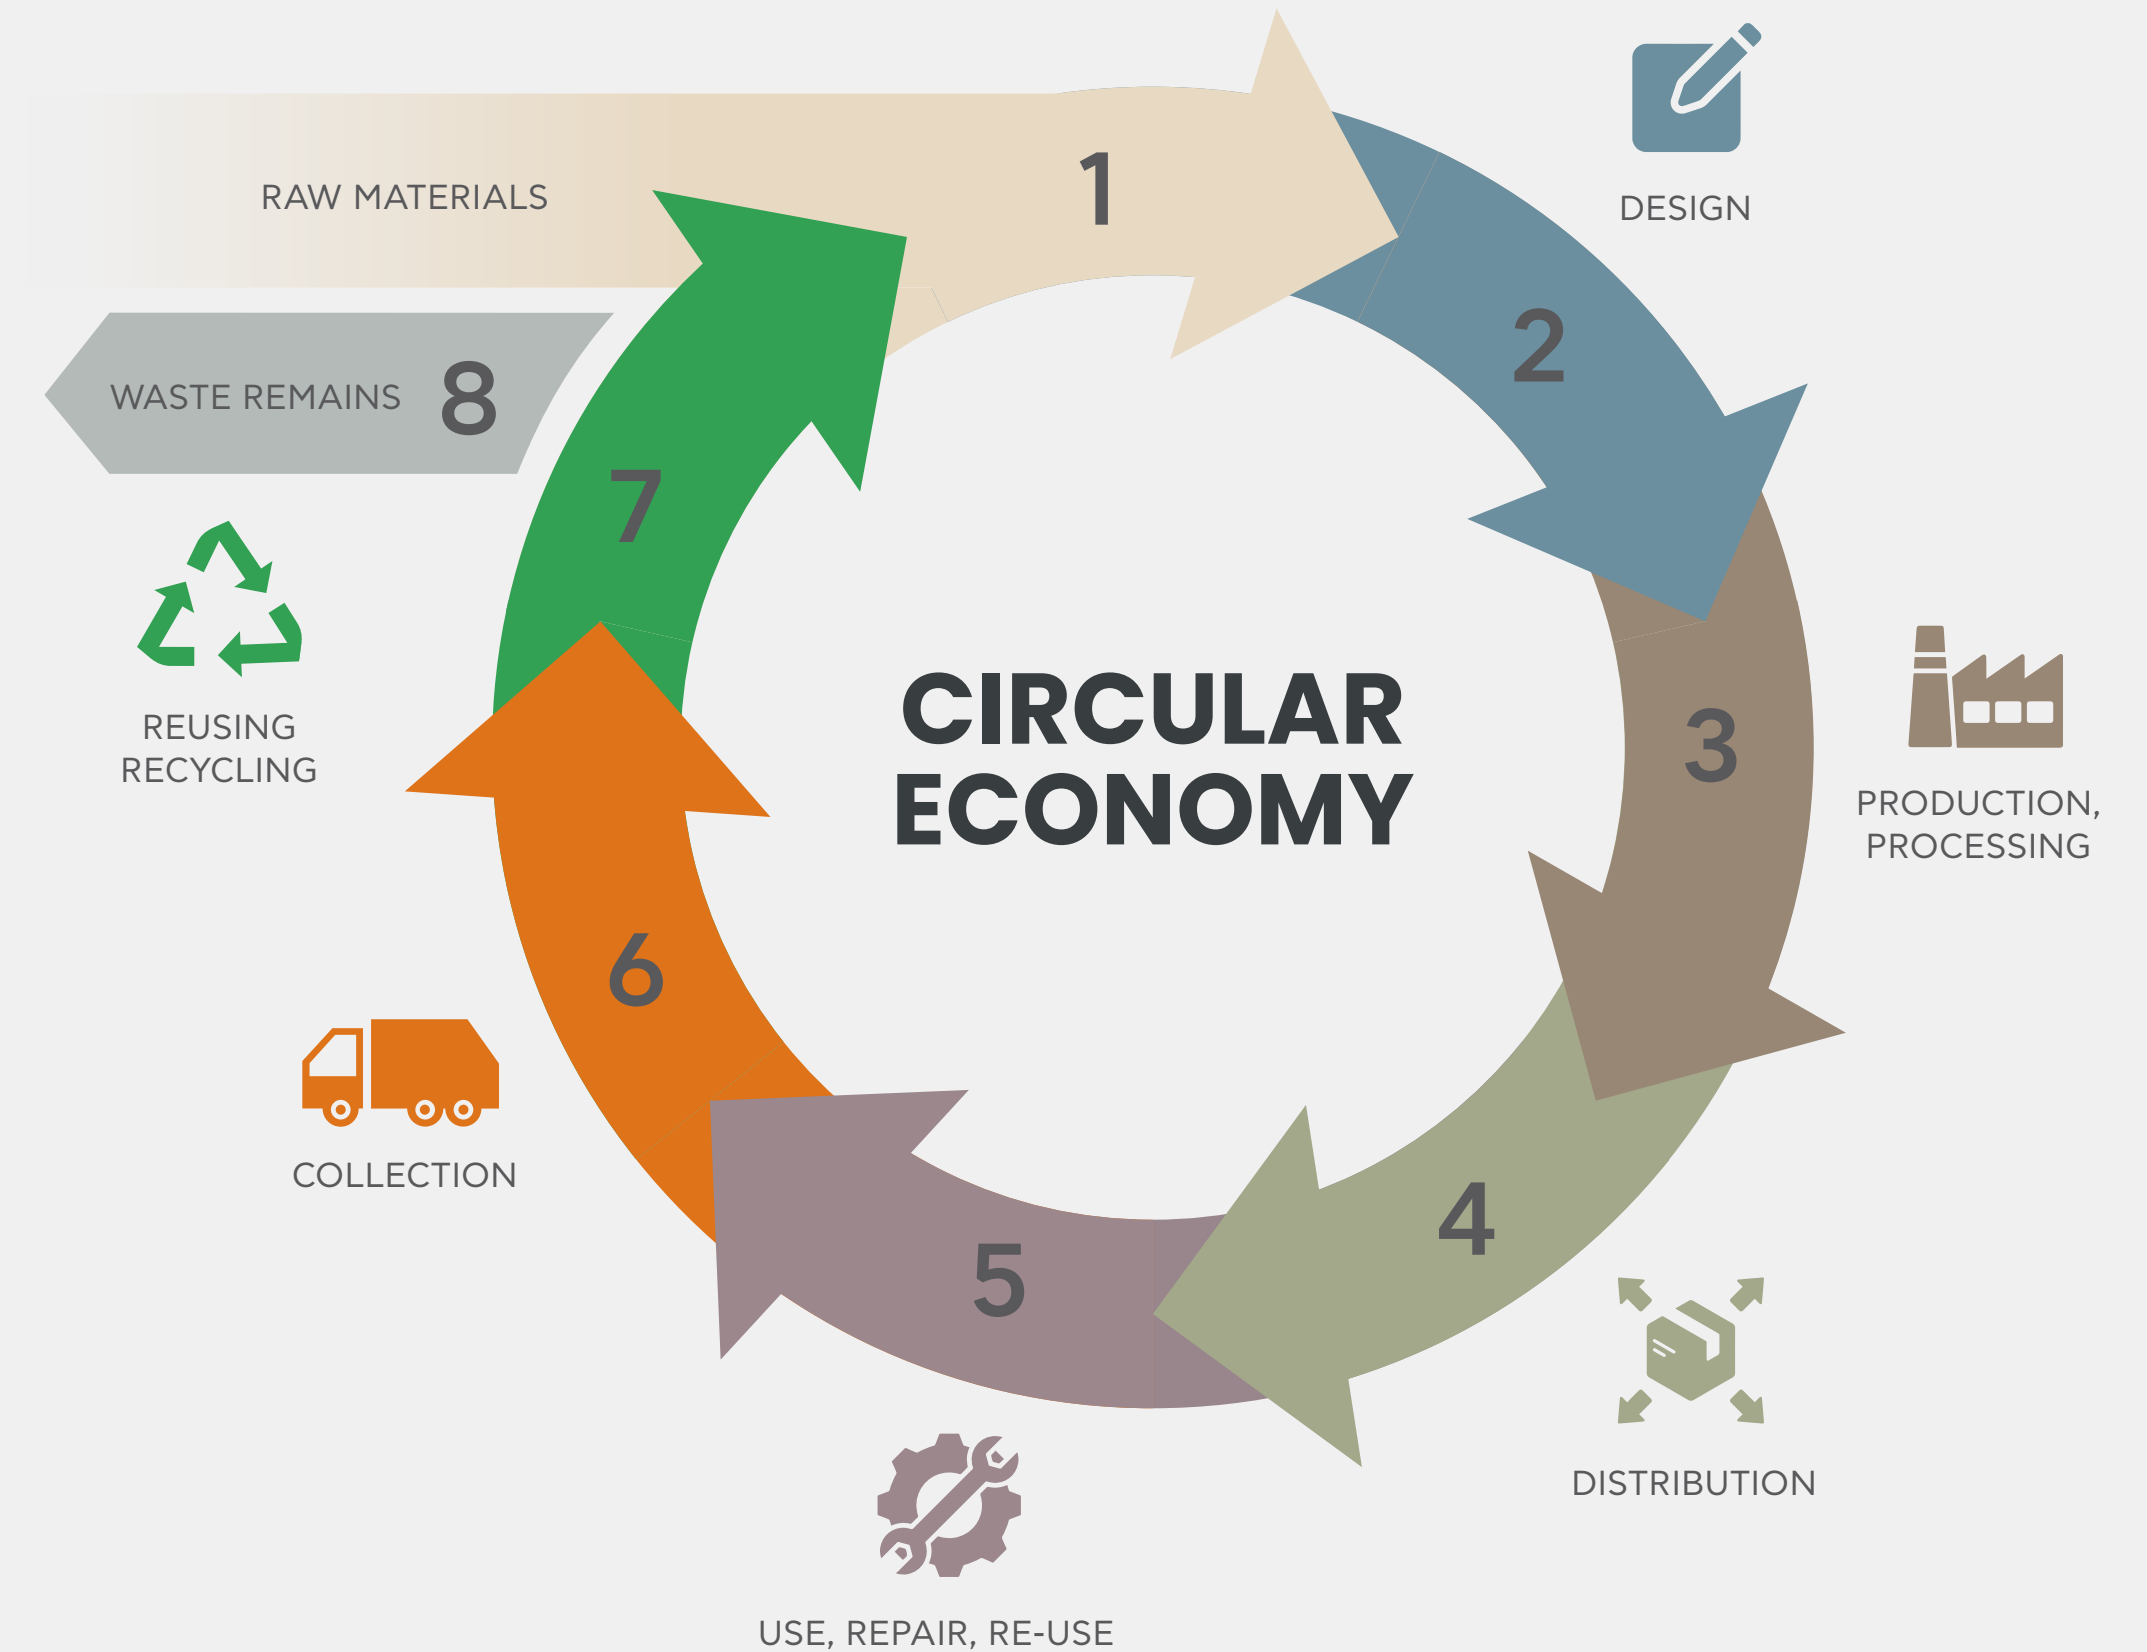 RAW MATERIALS
1
DESIGN
2
WASTE REMAINS 8
7
REUSING
RECYCLING
CIRCULAR
ECONOMY
3
PRODUCTION,
PROCESSING
6
COLLECTION
4
5
DISTRIBUTION
USE, REPAIR, RE-USE